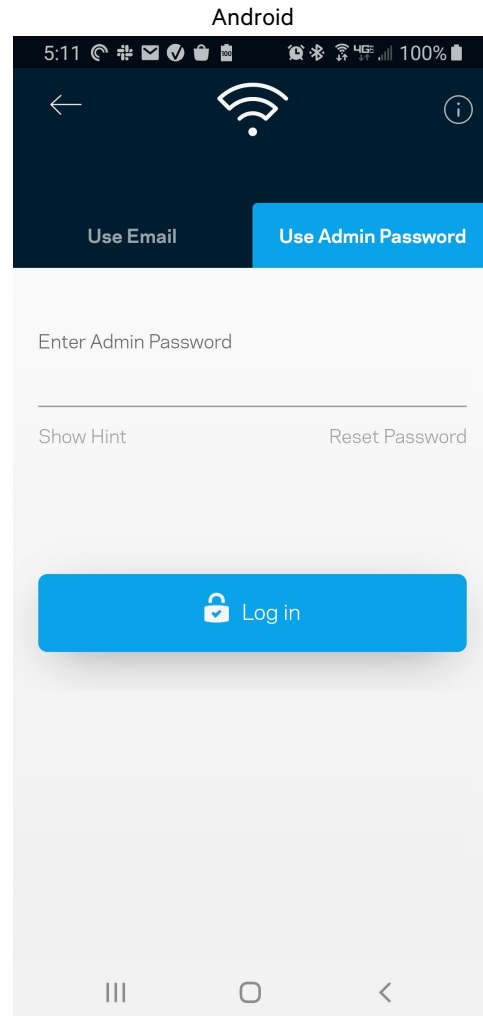 Android
5:11 100%
Use Email Use Admin Password
Enter Admin Password
Show Hint Reset Password
Log in